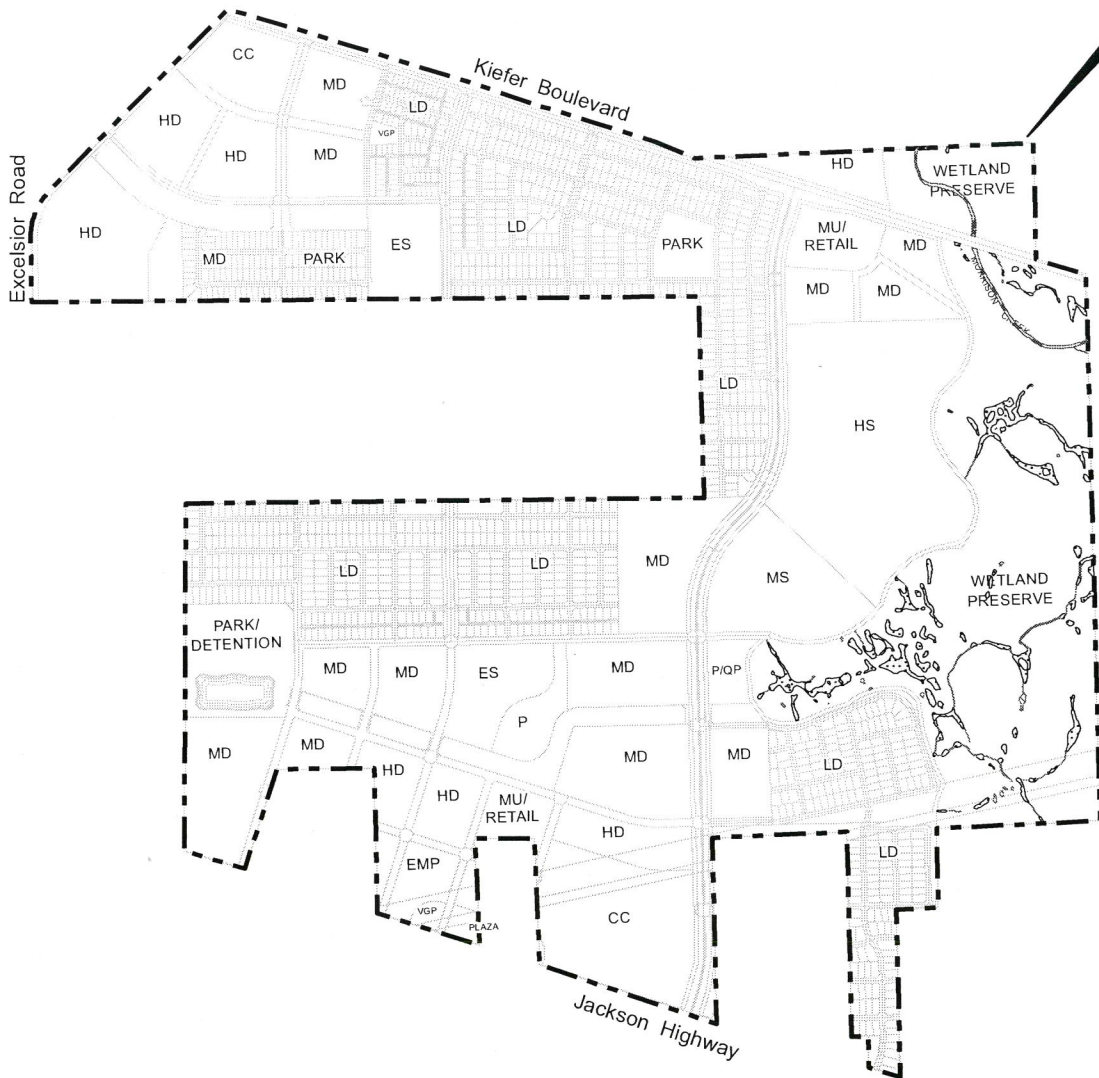 CC
Kiefer Boulevard
MD
LD
HD
VGP
HD
MD
HD
WETLAND
PRESERVE
Excelsior Road
HD
MD
PARK
ES
LD
PARK
MU/
RETAIL
MD
MD
MD
MORRISON CREEK
LD
HS
LD
LD
MD
MS
WETLAND
PRESERVE
PARK/
DETENTION
MD
MD
ES
MD
P/QP
P
MD
MD
HD
MD
MD
LD
HD
MU/
RETAIL
HD
EMP
LD
VGP
PLAZA
CC
Jackson Highway